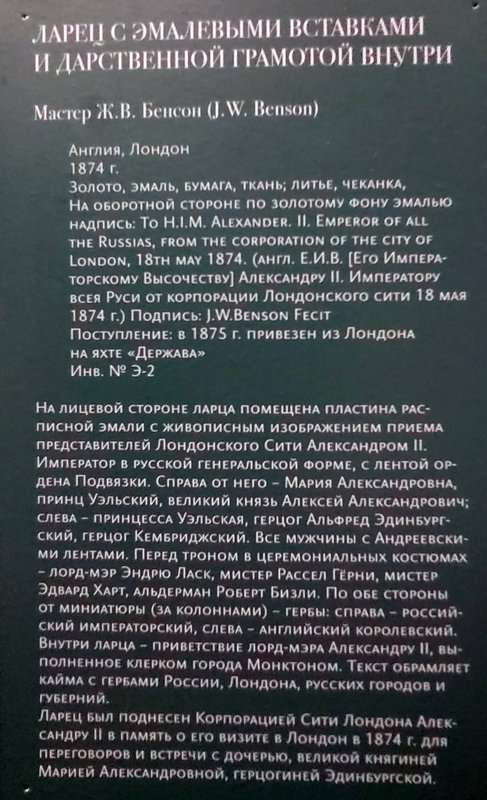 Ларец с эмалевыми вставками
и дарственной грамотой внутри
Мастер Ж.В. Бенсон (J.W. Benson)
Англия, Лондон
1874 г.
Золото, эмаль, бумага, ткань; литье, чеканка,
На оборотной стороне по золотому фону эмалью
надпись: To H.I.M. Alexander. II. Emperor of all
the Russias, from the corporation of the city of
London, 18th may 1874. (англ. Е.И.В. [Его Импера-
торскому Высочеству] Александру II. Императору
всея Руси от корпорации Лондонского сити 18 мая
1874 г.) Подпись: J.W.Benson Fecit
Поступление: в 1875 г. привезен из Лондона
на яхте «Держава»
Инв. № Э-2
На лицевой стороне ларца помещена пластина рас-
писной эмали с живописным изображением приема
представителей Лондонского Сити Александром II.
Император в русской генеральской форме, с лентой ор-
дена Подвязки. Справа от него – Мария Александровна,
принц Уэльский, великий князь Алексей Александрович;
слева – принцесса Уэльская, герцог Альфред Эдинбург-
ский, герцог Кембриджский. Все мужчины с Андреевски-
ми лентами. Перед троном в церемониальных костюмах
– лорд-мэр Эндрю Ласк, мистер Рассел Гёрни, мистер
Эдвард Харт, альдерман Роберт Бизли. По обе стороны
от миниатюры (за колоннами) – гербы: справа – россий-
ский императорский, слева – английский королевский.
Внутри ларца – приветствие лорд-мэра Александру II, вы-
полненное клерком города Монктоном. Текст обрамляет
кайма с гербами России, Лондона, русских городов и
губерний.
Ларец был поднесен Корпорацией Сити Лондона Алек-
сандру II в память о его визите в Лондон в 1874 г. для
переговоров и встречи с дочерью, великой княгиней
Марией Александровной, герцогиней Эдинбургской.